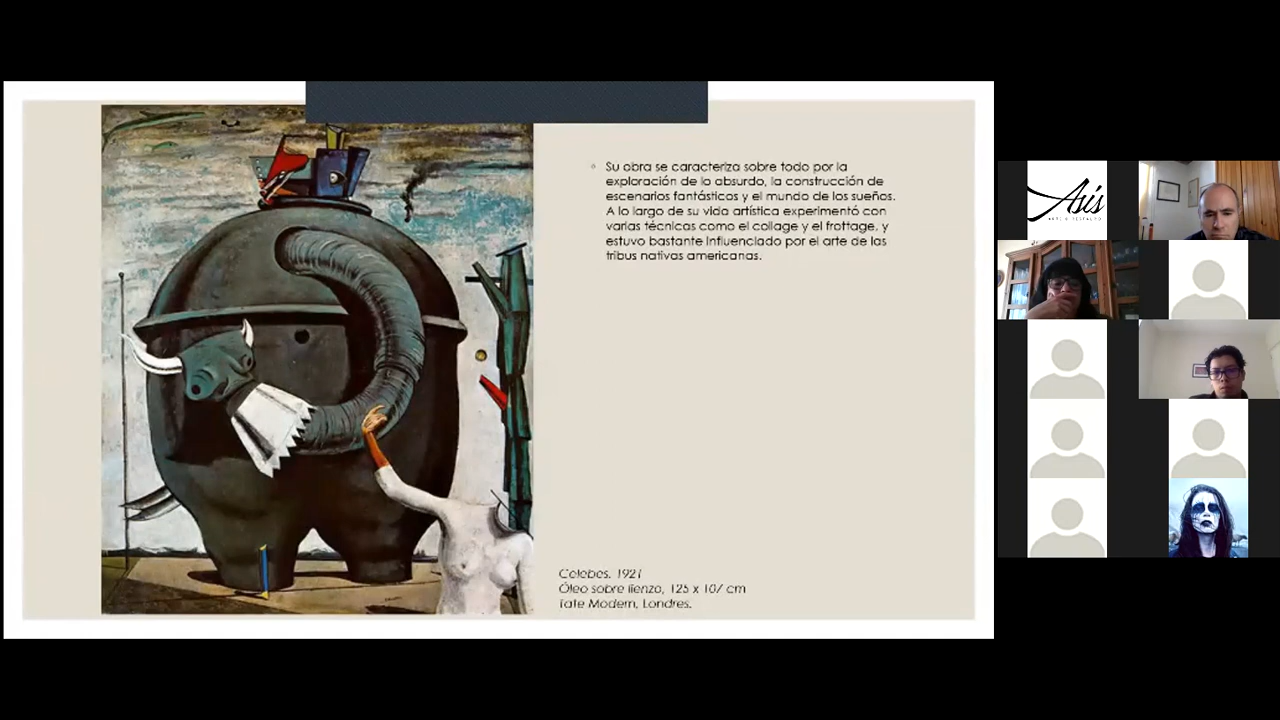 Su obra se caracteriza sobre todo por la
exploración de lo absurdo, la construcción de
escenarios fantásticos y el mundo de los sueños.
A lo largo de su vida artística experimentó con
varias técnicas como el collage y el frottage, y
estuvo bastante influenciado por el arte de las
tribus nativas americanas.
Celebes. 1921
Óleo sobre lienzo, 125 x 107 cm
Tate Modern, Londres.
Asís